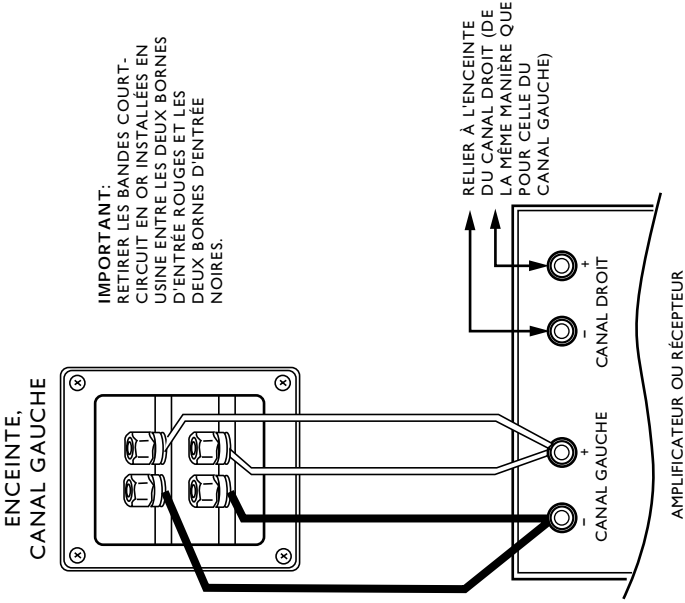 ENCEINTE,
CANAL GAUCHE
IMPORTANT:
RETIRER LES BANDES COURT-
CIRCUIT EN OR INSTALLÉES EN
USINE ENTRE LES DEUX BORNES
D'ENTRÉE ROUGES ET LES
DEUX BORNES D'ENTRÉE
NOIRES.
RELIER À L'ENCEINTE
DU CANAL DROIT (DE
LA MÊME MANIÈRE QUE
POUR CELLE DU
CANAL GAUCHE)
– +
CANAL GAUCHE
– +
CANAL DROIT
AMPLIFICATEUR OU RÉCEPTEUR